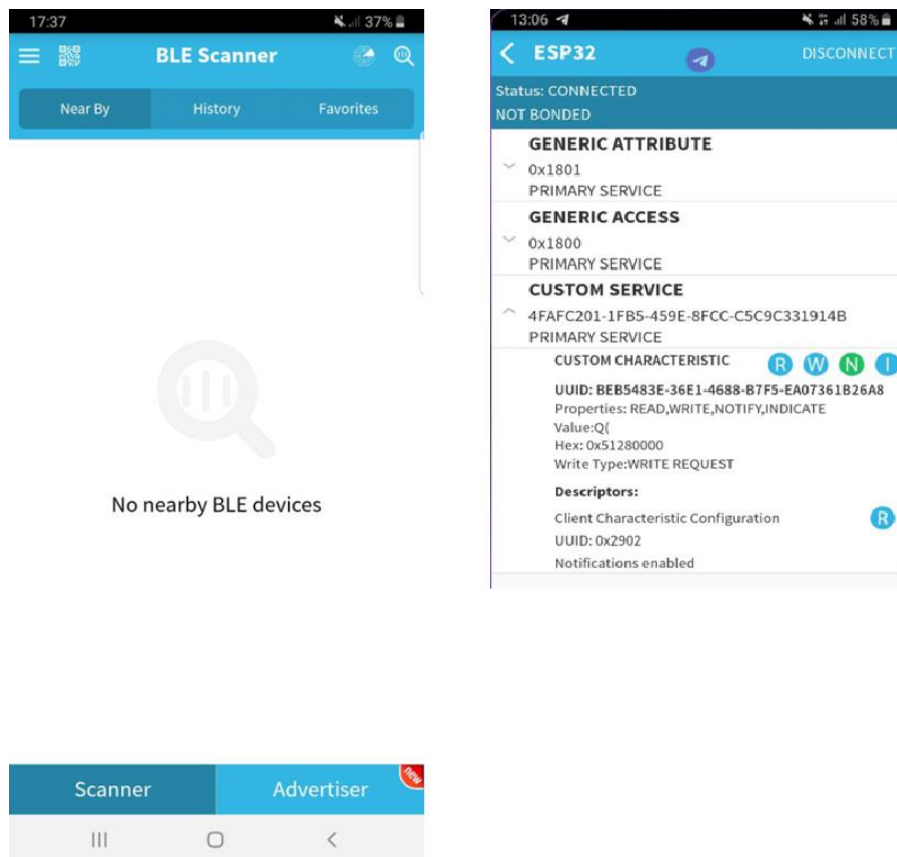 17:37
37%
BLE Scanner
Near By
History
Favorites
No nearby BLE devices
Scanner
Advertiser
new
13:06
58%
ESP32
DISCONNECT
Status: CONNECTED
NOT BONDED
GENERIC ATTRIBUTE
0x1801
PRIMARY SERVICE
GENERIC ACCESS
0x1800
PRIMARY SERVICE
CUSTOM SERVICE
4FAFC201-1FB5-459E-8FCC-C5C9C331914B
PRIMARY SERVICE
CUSTOM CHARACTERISTIC
R W N I
UUID: BEB5483E-36E1-4688-B7F5-EA07361B26A8
Properties: READ,WRITE,NOTIFY,INDICATE
Value:Q(
Hex: 0x51280000
Write Type:WRITE REQUEST
Descriptors:
Client Characteristic Configuration
R
UUID: 0x2902
Notifications enabled